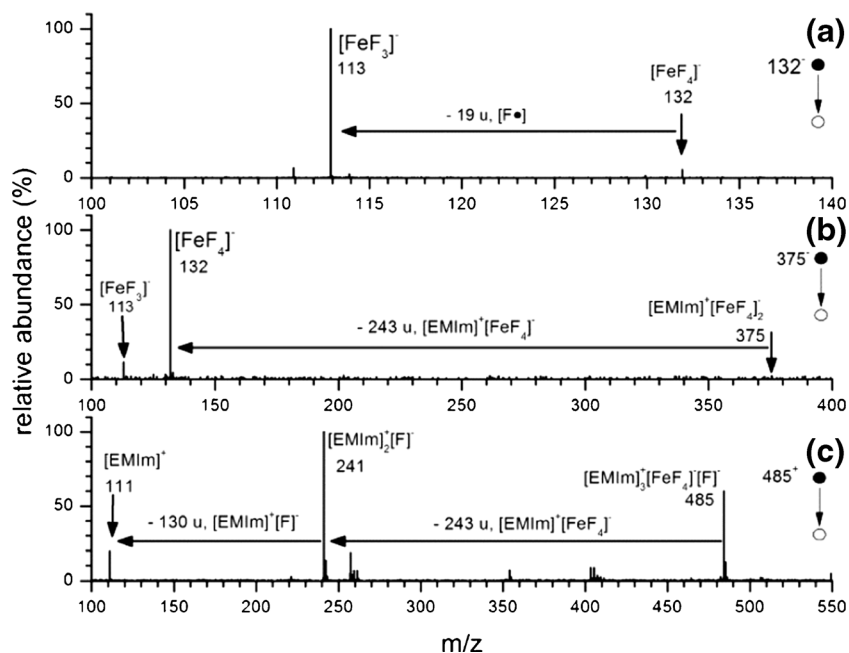 relative abundance (%)
(a)
100
50
0
[FeF₃]⁻
113
[FeF₄]⁻
132
132⁻
- 19 u, [F●]
100 105 110 115 120 125 130 135 140
(b)
100
50
0
[FeF₄]⁻
132
[FeF₃]⁻
113
[EMIm]⁺[FeF₄]₂⁻
375
375⁻
- 243 u, [EMIm]⁺[FeF₄]⁻
100 150 200 250 300 350 400
(c)
100
50
0
[EMIm]⁺
111
[EMIm]₂⁺[F]⁻
241
[EMIm]₃⁺[FeF₄]⁻[F]⁻
485
485⁺
- 130 u, [EMIm]⁺[F]⁻
- 243 u, [EMIm]⁺[FeF₄]⁻
100 150 200 250 300 350 400 450 500 550
m/z